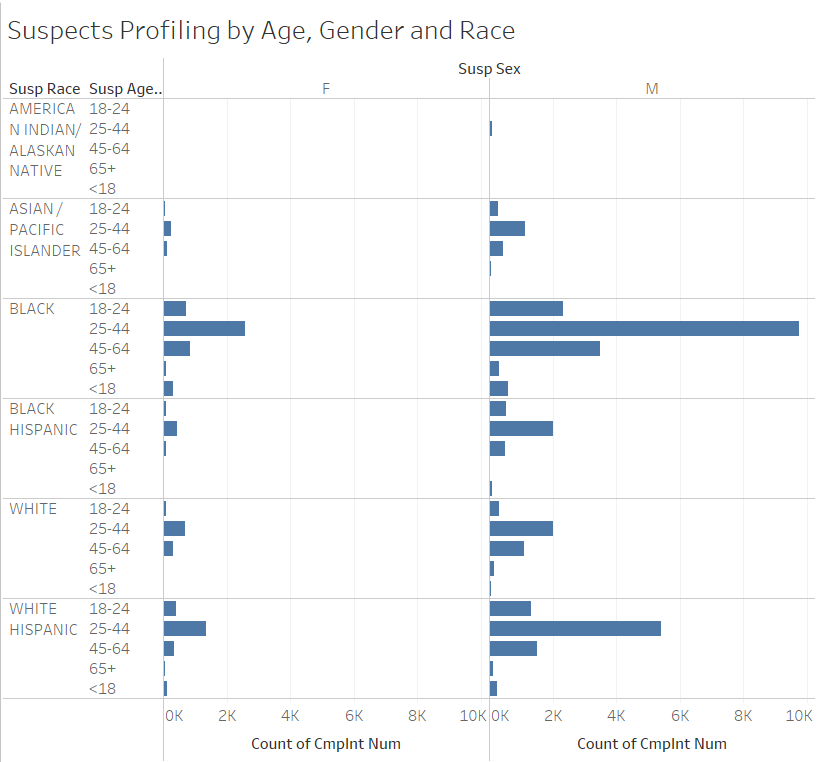 Suspects Profiling by Age, Gender and Race
Susp Sex
Susp Race Susp Age.. F M
AMERICA 18-24
N INDIAN/ 25-44
ALASKAN 45-64
NATIVE 65+
<18
ASIAN / 18-24
PACIFIC 25-44
ISLANDER 45-64
65+
<18
BLACK 18-24
25-44
45-64
65+
<18
BLACK 18-24
HISPANIC 25-44
45-64
65+
<18
WHITE 18-24
25-44
45-64
65+
<18
WHITE 18-24
HISPANIC 25-44
45-64
65+
<18
0K 2K 4K 6K 8K 10K 0K 2K 4K 6K 8K 10K
Count of CmpInt Num Count of CmpInt Num